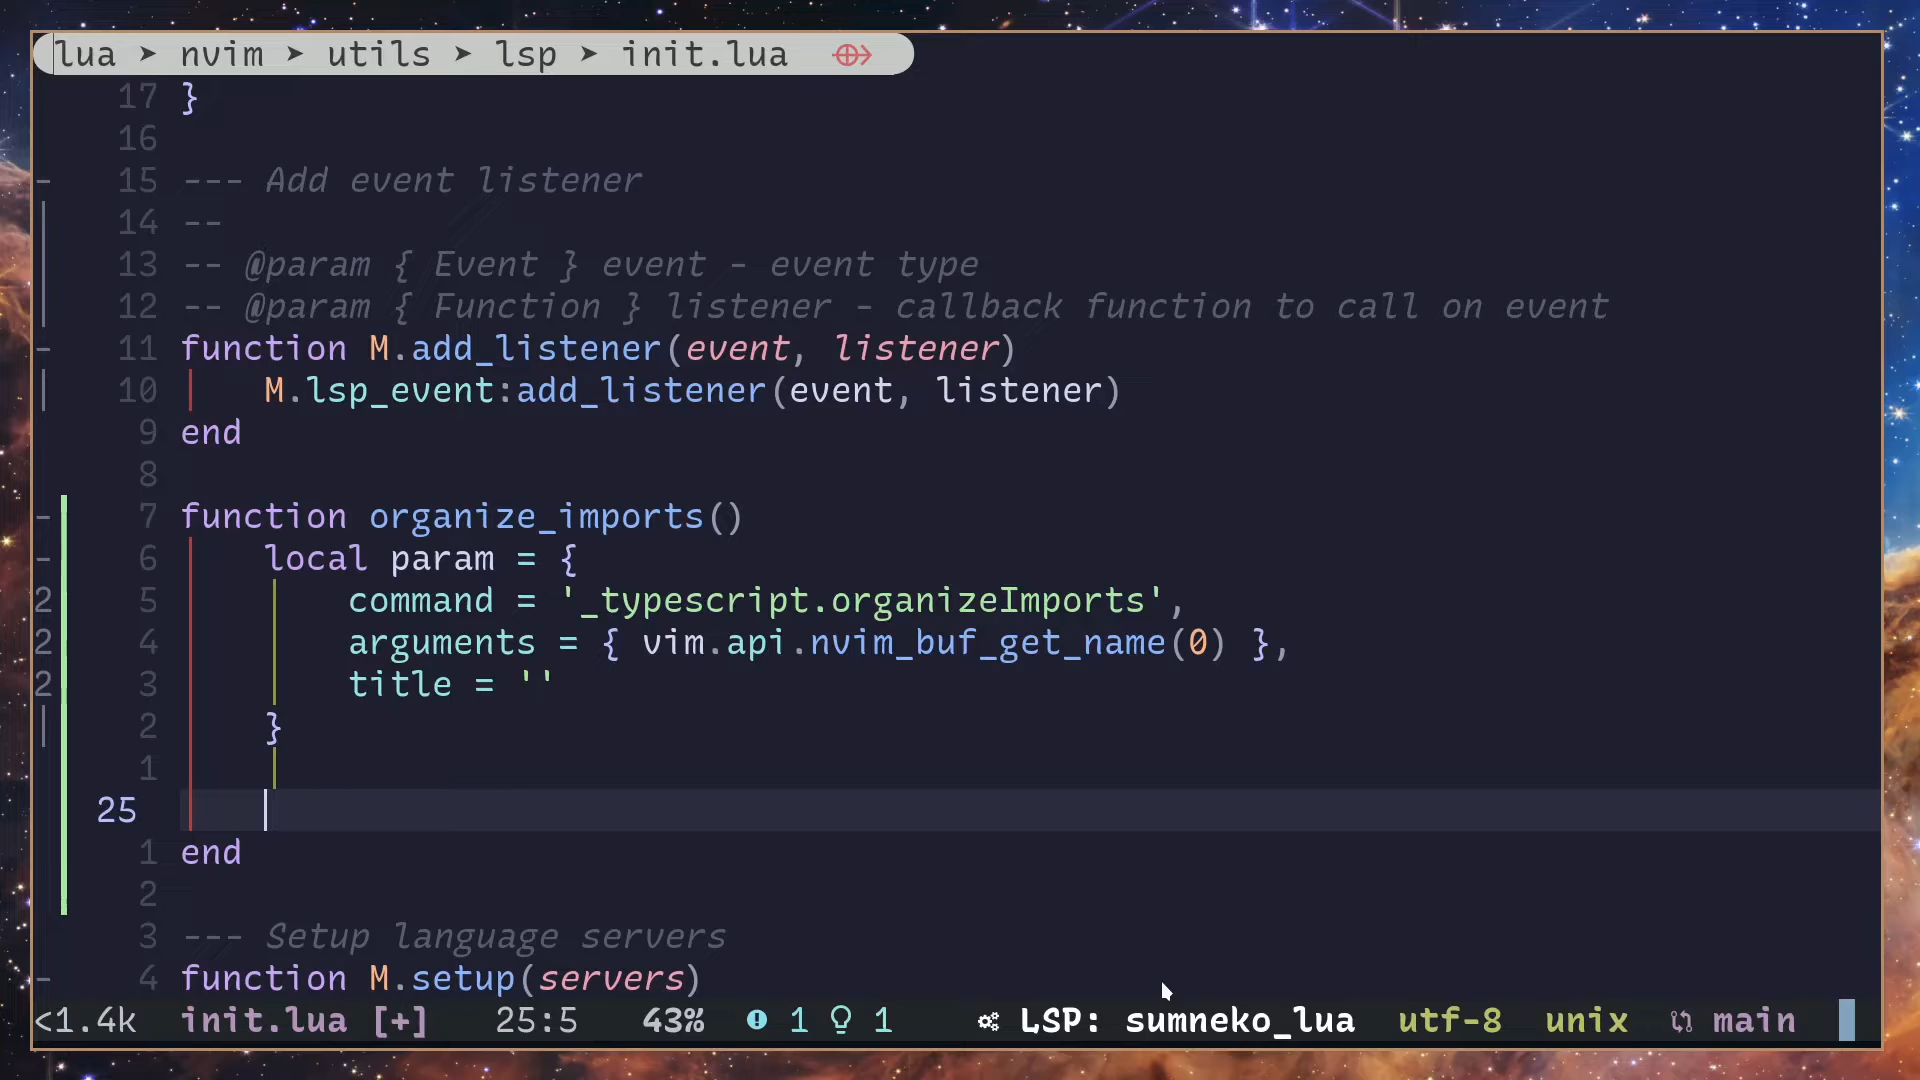 lua ➤ nvim ➤ utils ➤ lsp ➤ init.lua
17 }
16
15 --- Add event listener
14 --
13 -- @param { Event } event - event type
12 -- @param { Function } listener - callback function to call on event
11 function M.add_listener(event, listener)
10     M.lsp_event:add_listener(event, listener)
9 end
8
7 function organize_imports()
6     local param = {
2 5         command = '_typescript.organizeImports',
2 4         arguments = { vim.api.nvim_buf_get_name(0) },
2 3         title = ''
2     }
1
25
1 end
2
3 --- Setup language servers
4 function M.setup(servers)
<1.4k init.lua [+] 25:5 43% 1 1 LSP: sumneko_lua utf-8 unix main